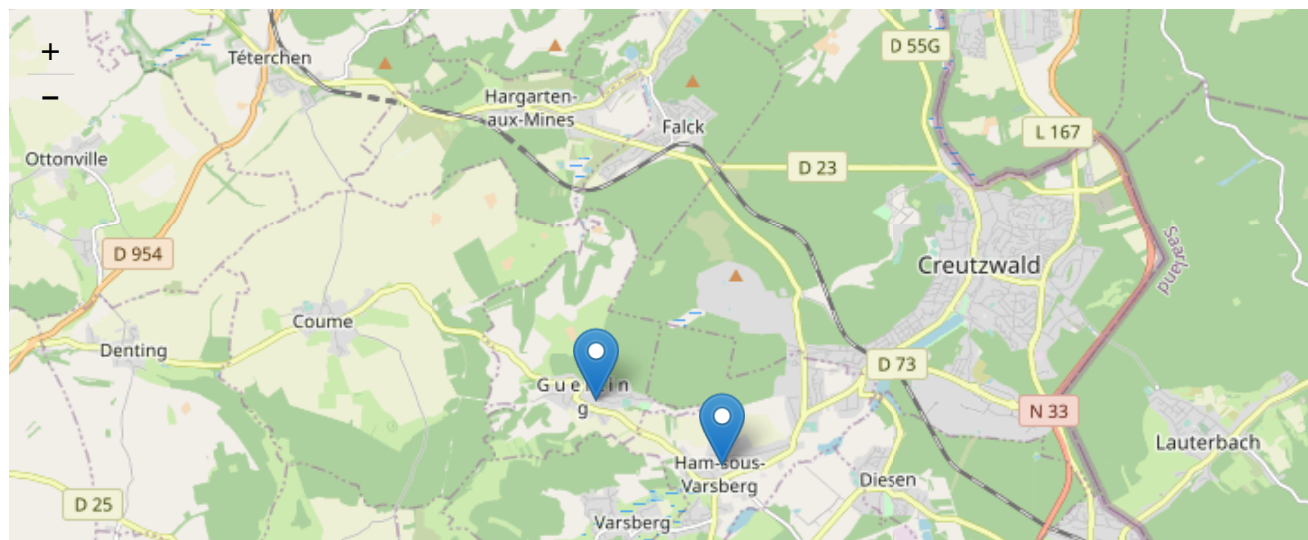 +
−
Téterchen
D 55G
Hargarten-
aux-Mines
Falck
L 167
Ottonville
D 23
D 954
Creutzwald
Saarland
Coume
Denting
D 73
N 33
Lauterbach
Ham-sous-
Varsberg
Diesen
D 25
Varsberg